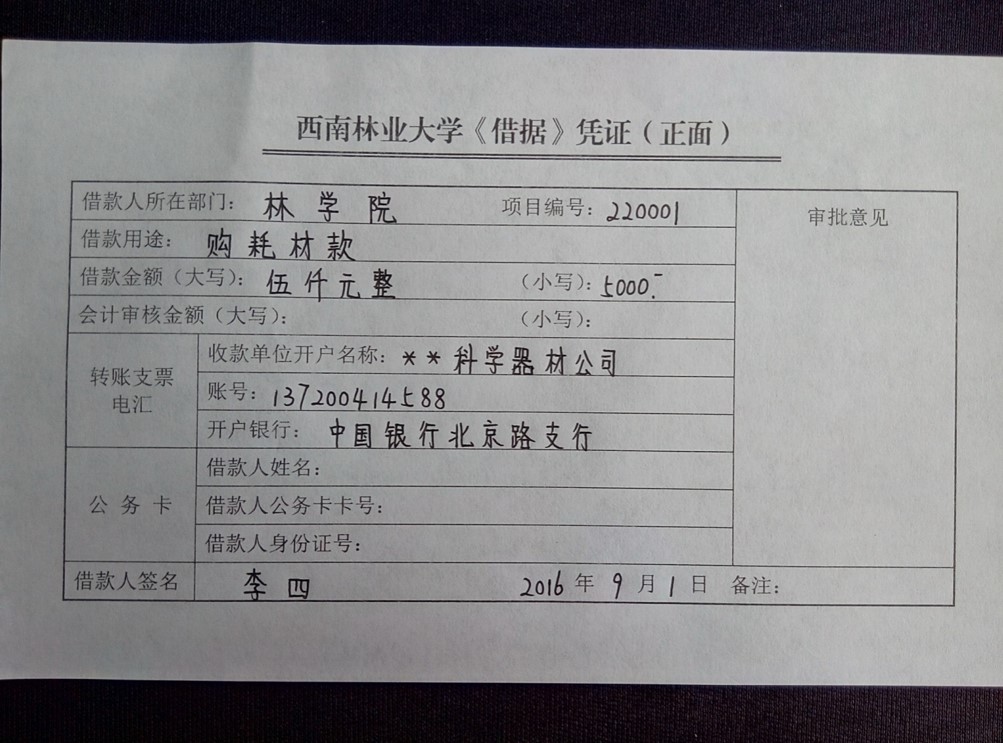 西南林业大学《借据》凭证（正面）
借款人所在部门：林学院 项目编号：220001 审批意见
借款用途：购耗材款
借款金额（大写）：伍仟元整 （小写）：5000.-
会计审核金额（大写）： （小写）：
转账支票 电汇
收款单位开户名称：**科学器材公司
账号：137200414588
开户银行：中国银行北京路支行
公务卡
借款人姓名：
借款人公务卡卡号：
借款人身份证号：
借款人签名 李四 2016年9月1日 备注：